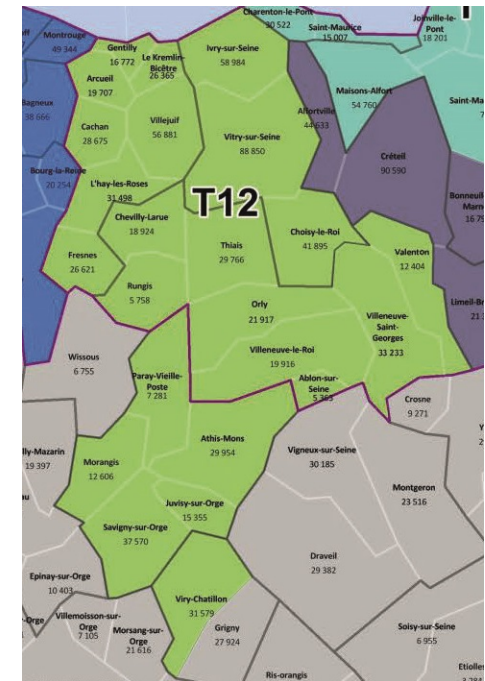 Charenton-le-Pont
30 522
Saint-Maurice
15 007
Joinville-le-
Pont
18 201
Montrouge
49 344
Gentilly
16 772
Le Kremlin-
Bicêtre
26 365
Ivry-sur-Seine
58 984
Arcueil
19 707
Maisons-Alfort
54 760
Bagneux
38 666
Villejuif
56 881
Alfortville
44 633
Cachan
28 675
Vitry-sur-Seine
88 850
Créteil
90 590
Bourg-la-Reine
20 254
L'hay-les-Roses
31 498
T12
Chevilly-Larue
18 924
Choisy-le-Roi
41 895
Thiais
29 766
Valenton
12 404
Fresnes
26 621
Rungis
5 758
Orly
21 917
Villeneuve-
Saint-
Georges
33 233
Villeneuve-le-Roi
19 916
Wissous
6 755
Paray-Vieille-
Poste
7 281
Ablon-sur-
Seine
5 363
Crosne
9 271
Athis-Mons
29 954
Vigneux-sur-Seine
30 185
lly-Mazarin
19 397
Morangis
12 606
Montgeron
23 516
Juvisy-sur-Orge
15 355
Savigny-sur-Orge
37 570
Draveil
29 382
Epinay-sur-Orge
10 403
Viry-Chatillon
31 579
Villemoisson-sur-
Orge
7 105
Morsang-sur-
Orge
21 616
Grigny
27 924
Soisy-sur-Seine
6 955
Ris-orangis
Etiolles